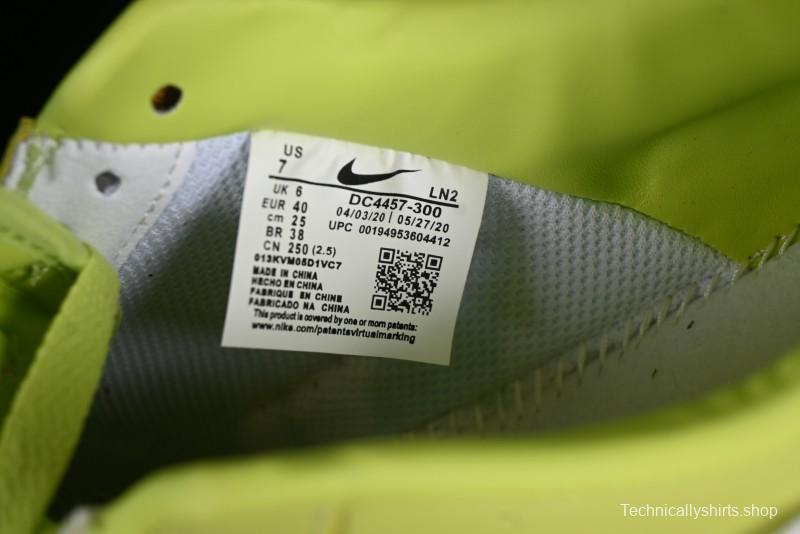 US
7
LN2
UK 6
EUR 40
cm 25
BR 38
CN 250 (2.5)
DC4457-300
04/03/20 | 05/27/20
UPC 00194953604412
013KVM05D1VC7
MADE IN CHINA
HECHO EN CHINA
FABRIQUE EN CHINE
FABRICADO NA CHINA
This product is covered by one or mom patents:
www.nika.com/patentsvirtualmarking
Technicallyshirts.shop